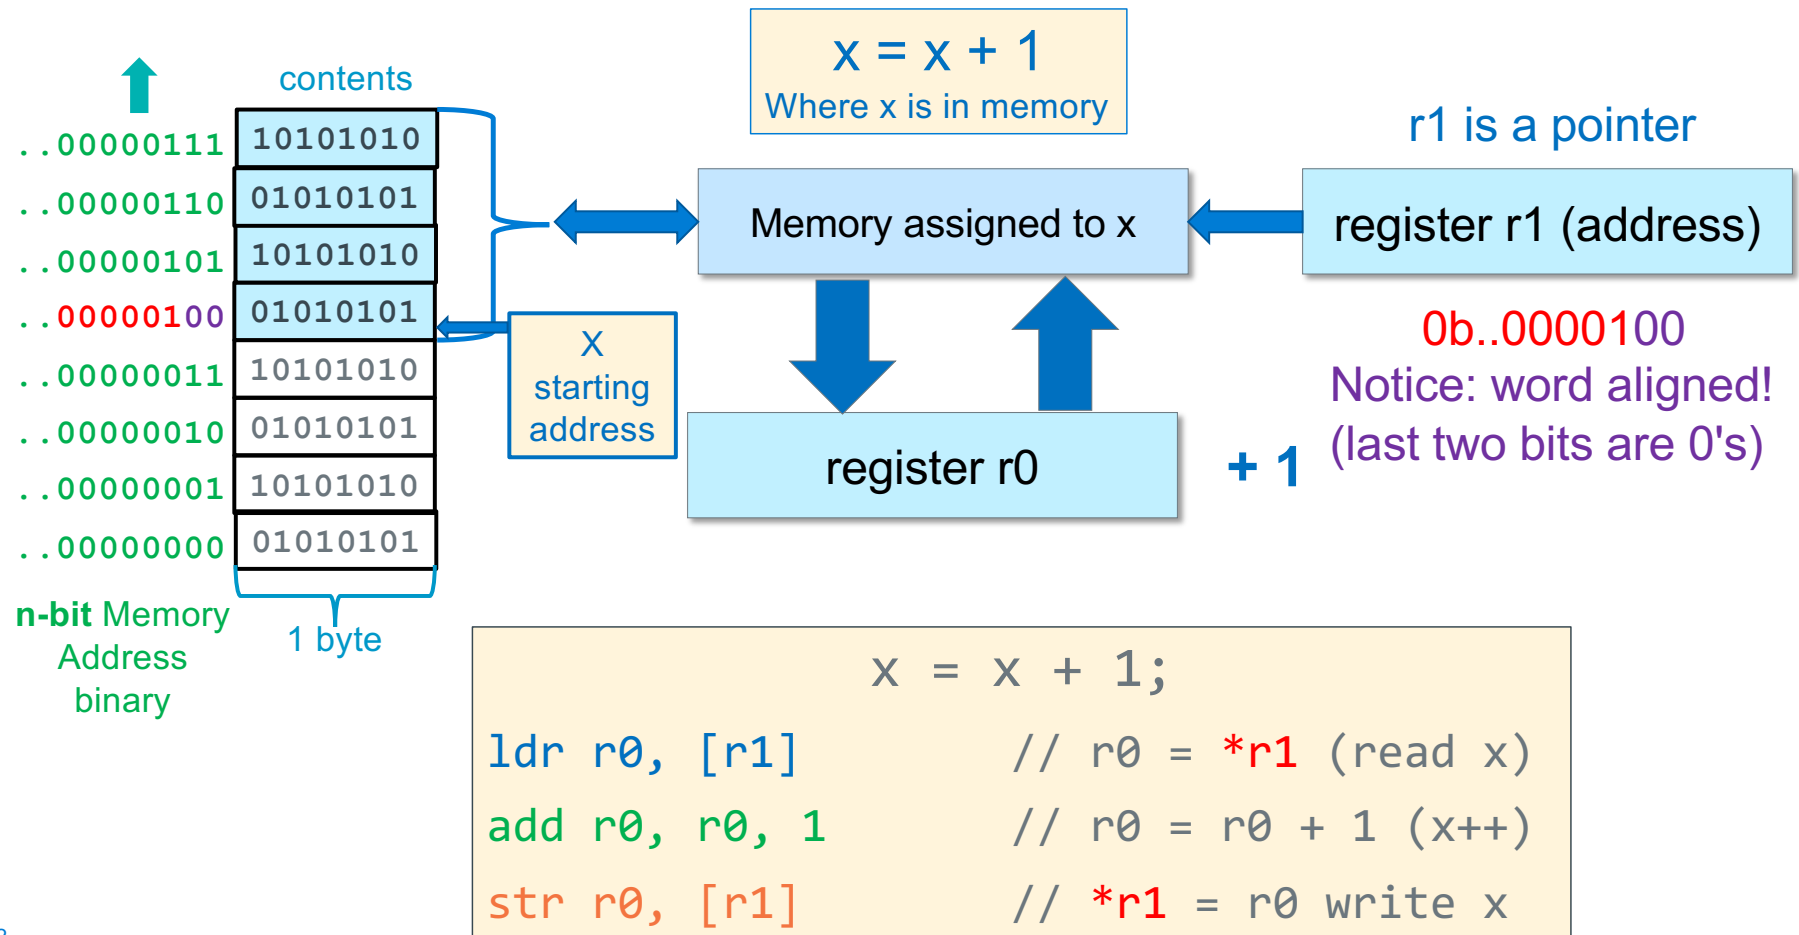 x = x + 1
Where x is in memory
contents
..00000111 10101010
..00000110 01010101
..00000101 10101010
..00000100 01010101
..00000011 10101010
..00000010 01010101
..00000001 10101010
..00000000 01010101
n-bit Memory
Address
binary
1 byte
X
starting
address
Memory assigned to x
register r0
+ 1
r1 is a pointer
register r1 (address)
0b..0000100
Notice: word aligned!
(last two bits are 0's)
x = x + 1;
ldr r0, [r1] // r0 = *r1 (read x)
add r0, r0, 1 // r0 = r0 + 1 (x++)
str r0, [r1] // *r1 = r0 write x